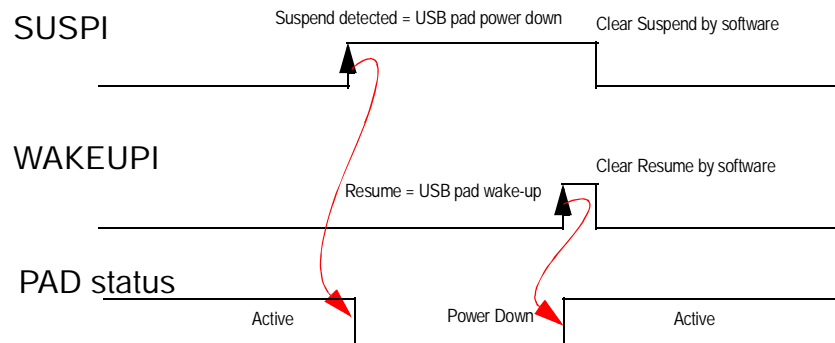 SUSPI
Suspend detected = USB pad power down
Clear Suspend by software
WAKEUPI
Clear Resume by software
Resume = USB pad wake-up
PAD status
Active
Power Down
Active